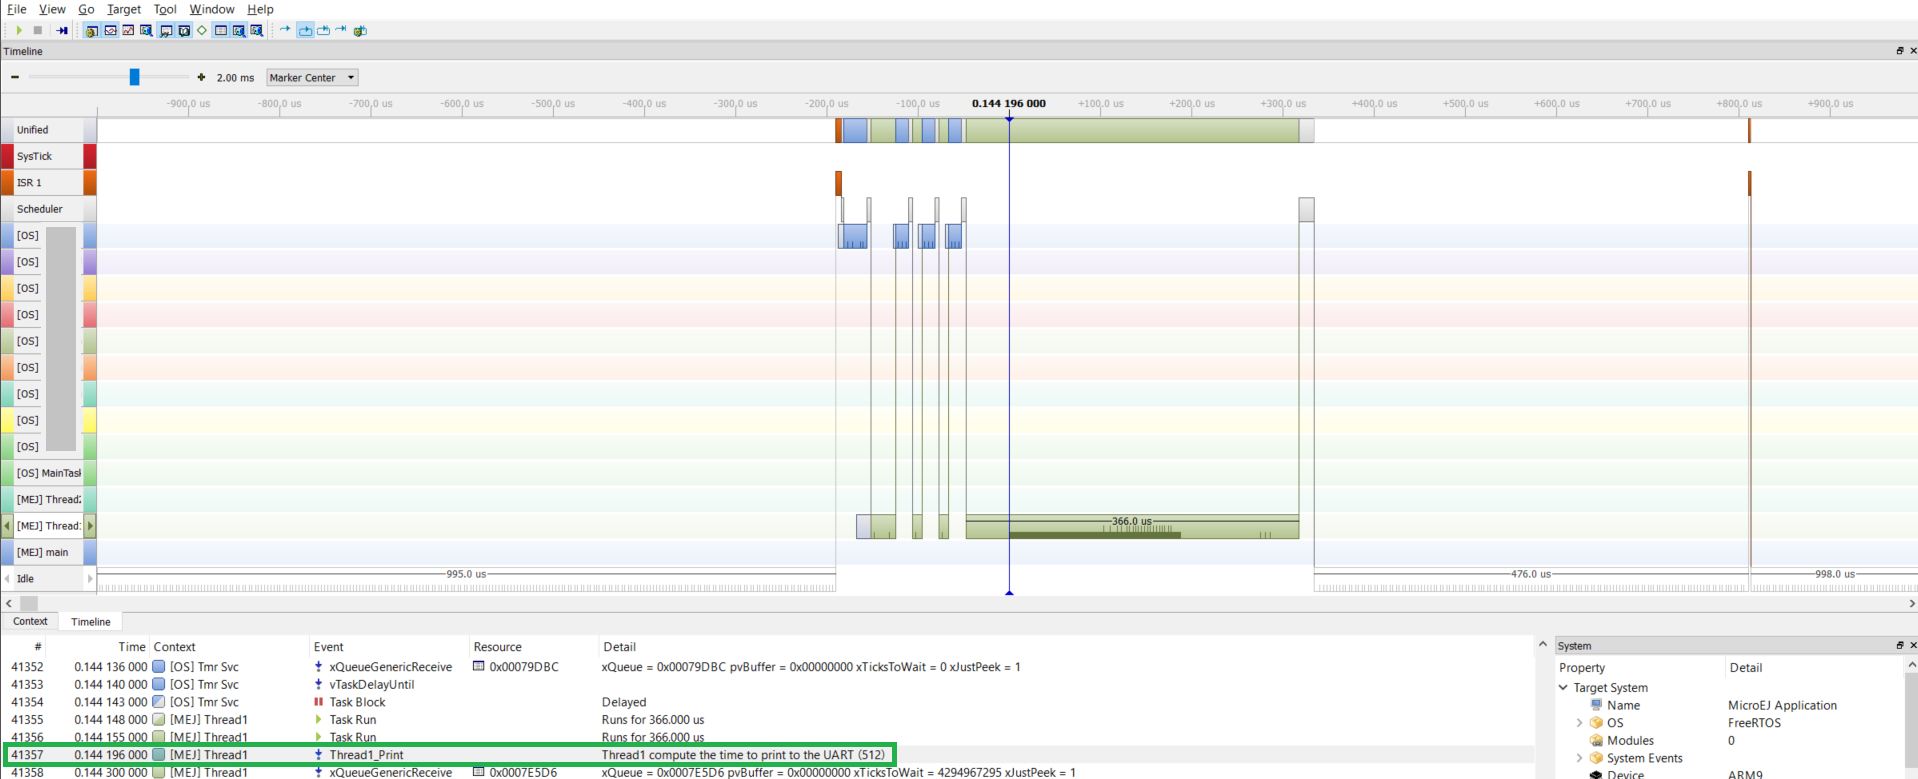 File View Go Target Tool Window Help
Timeline
2.00 ms Marker Center
-900.0 us -800.0 us -700.0 us -600.0 us -500.0 us -400.0 us -300.0 us -200.0 us -100.0 us 0.144 196 000 +100.0 us +200.0 us +300.0 us +400.0 us +500.0 us +600.0 us +700.0 us +800.0 us +900.0 us
Unified
SysTick
ISR 1
Scheduler
[OS]
[OS]
[OS]
[OS]
[OS]
[OS]
[OS]
[OS]
[OS]
[OS] MainTask
[MEJ] Thread2
[MEJ] Thread1 366.0 us
[MEJ] main
Idle 995.0 us 476.0 us 998.0 us
Context Timeline
# Time Context Event Resource Detail
41352 0.144 136 000 [OS] Tmr Svc xQueueGenericReceive 0x00079DBC xQueue = 0x00079DBC pvBuffer = 0x00000000 xTicksToWait = 0 xJustPeek = 1
41353 0.144 140 000 [OS] Tmr Svc vTaskDelayUntil
41354 0.144 143 000 [OS] Tmr Svc Task Block Delayed
41355 0.144 148 000 [MEJ] Thread1 Task Run Runs for 366.000 us
41356 0.144 155 000 [MEJ] Thread1 Task Run Runs for 366.000 us
41357 0.144 196 000 [MEJ] Thread1 Thread1_Print Thread1 compute the time to print to the UART (512)
41358 0.144 300 000 [MEJ] Thread1 xQueueGenericReceive 0x0007E5D6 xQueue = 0x0007E5D6 pvBuffer = 0x00000000 xTicksToWait = 4294967295 xJustPeek = 1
System
Property Detail
Target System
Name MicroEJ Application
OS FreeRTOS
Modules 0
System Events
Device ARM9